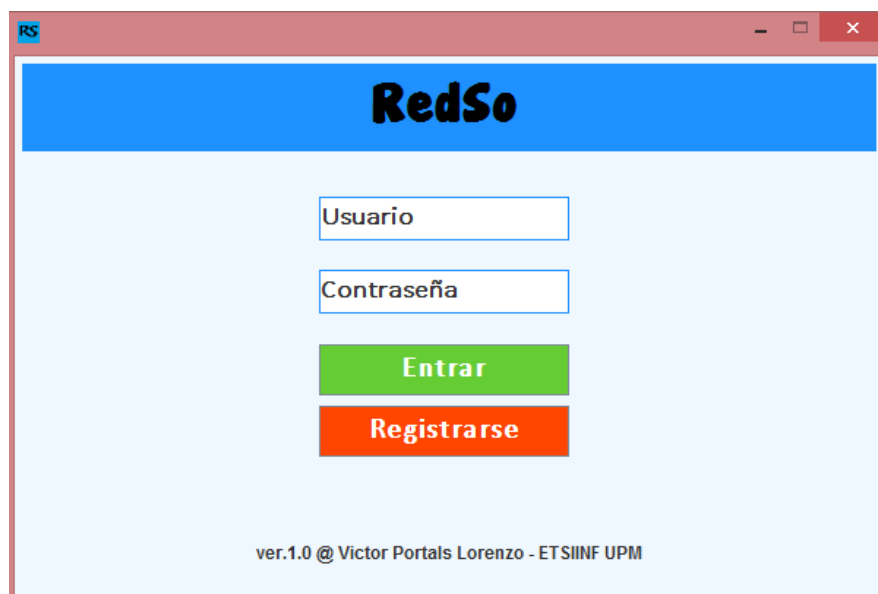 RS
RedSo
Usuario
Contraseña
Entrar
Registrarse
ver.1.0 @ Victor Portals Lorenzo - ETSIINF UPM